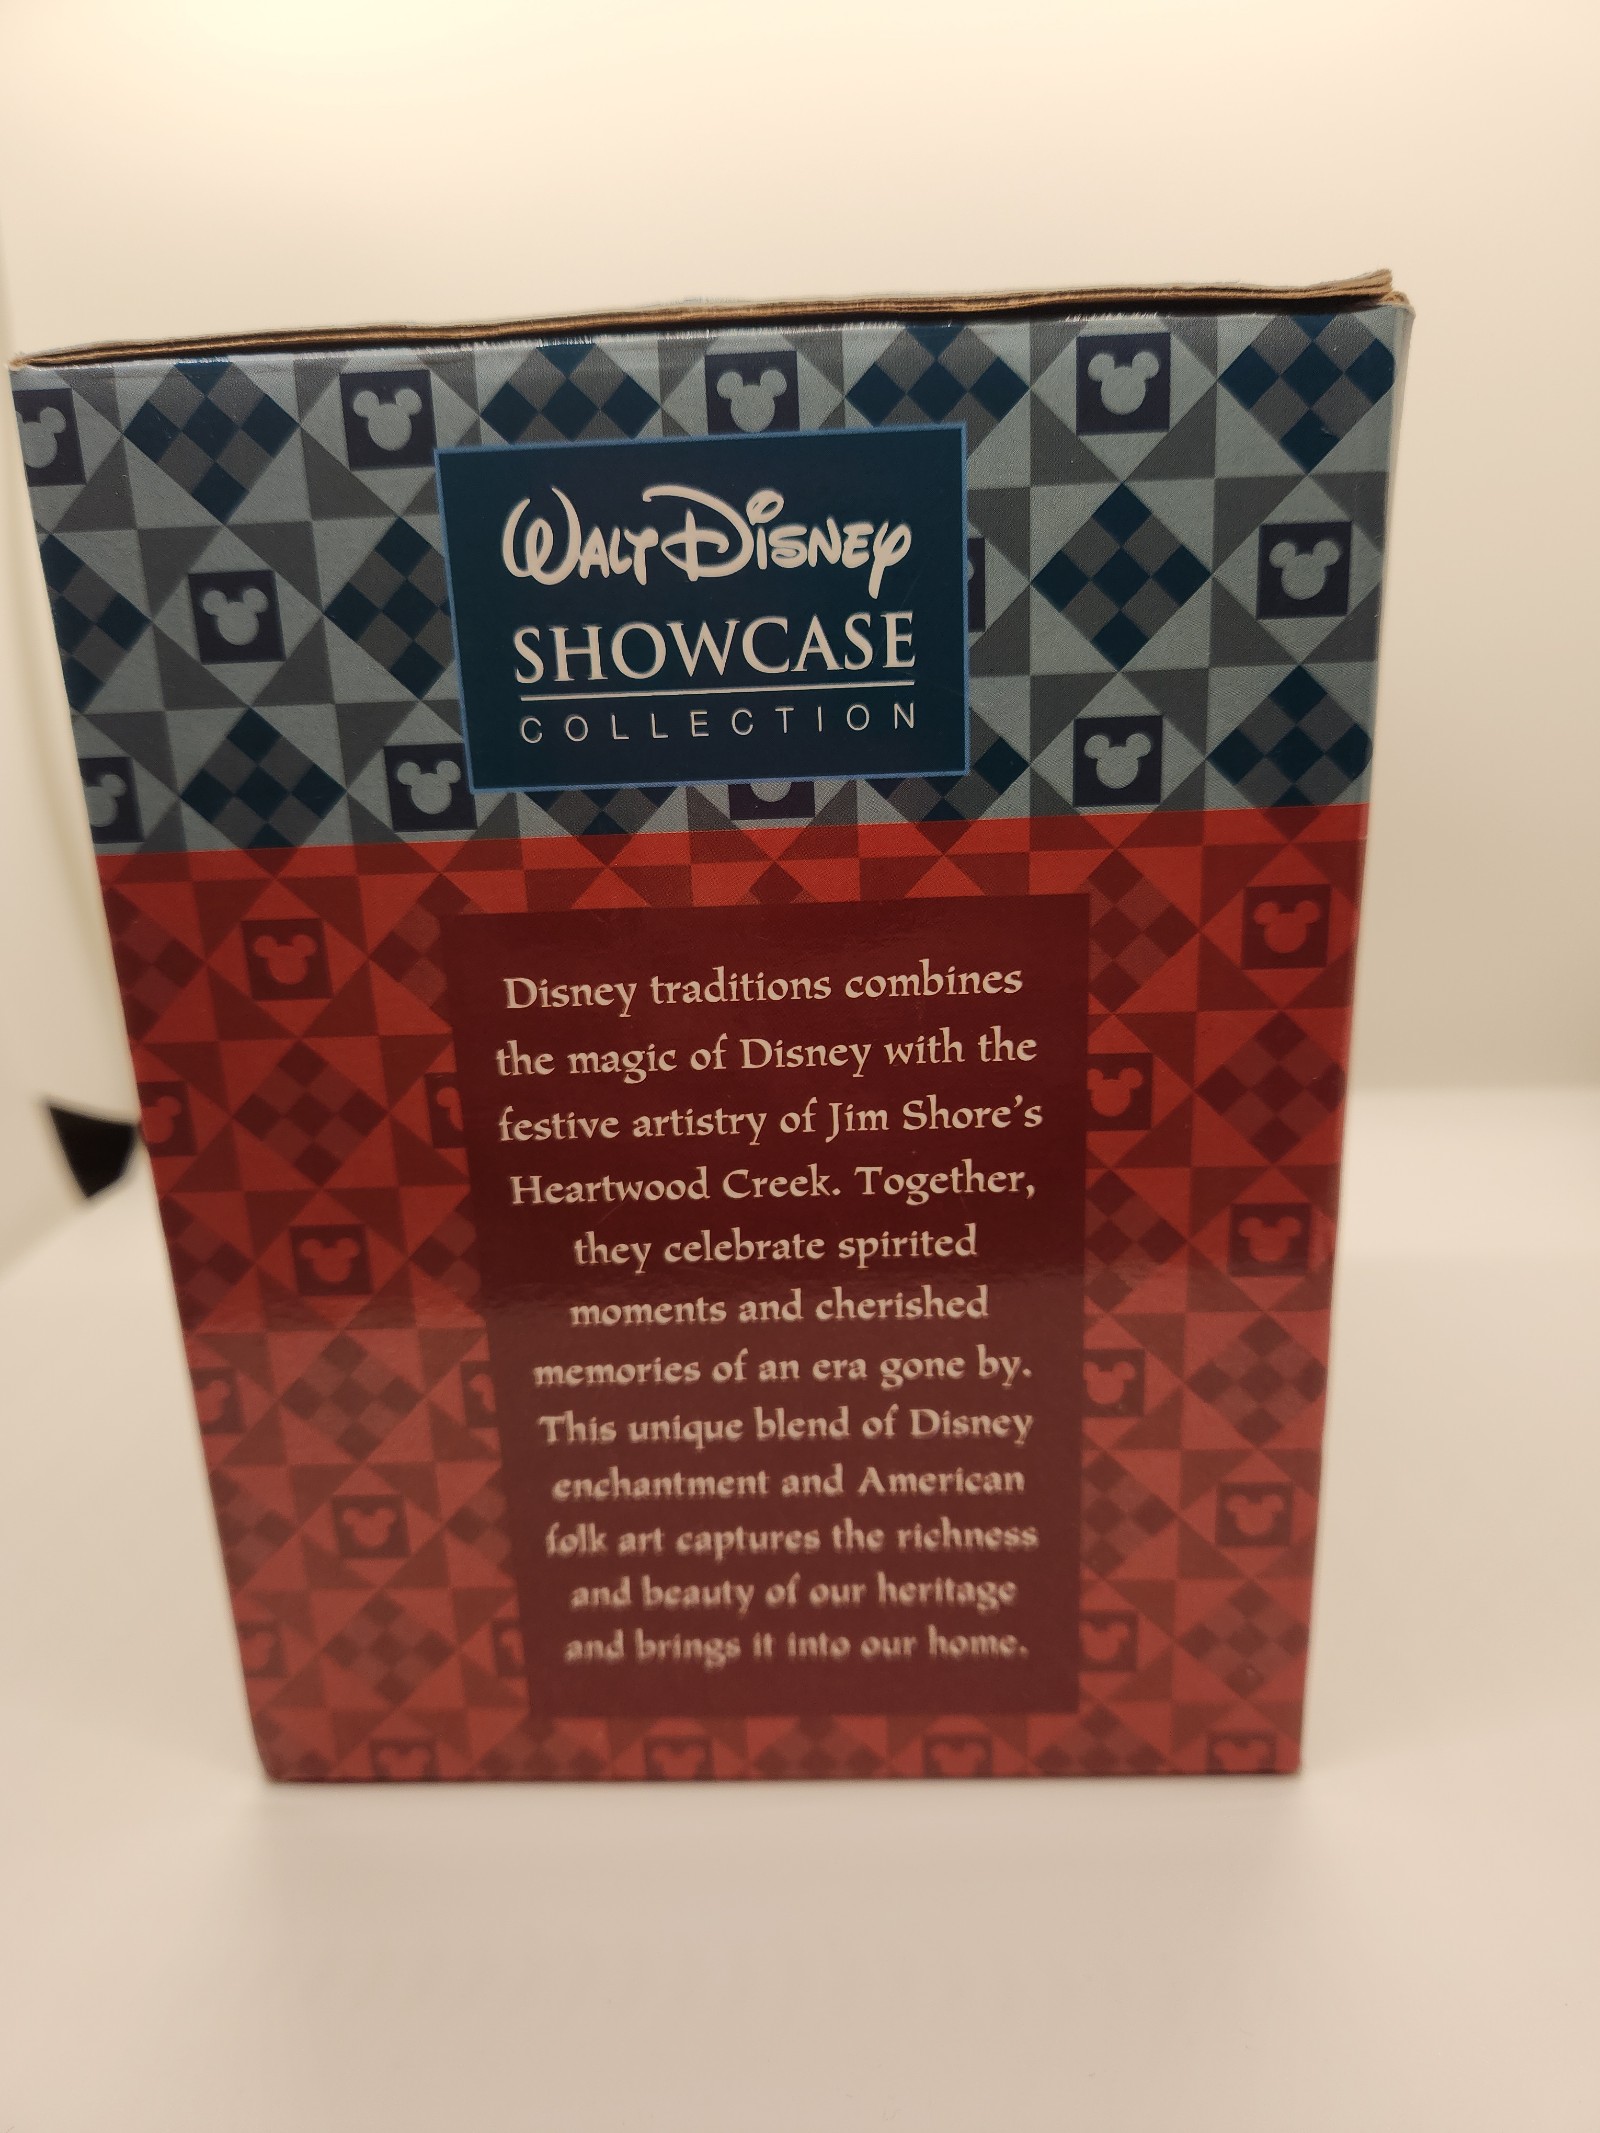 WALT DISNEY
SHOWCASE
COLLECTION
Disney traditions combines
the magic of Disney with the
festive artistry of Jim Shore's
Heartwood Creek. Together,
they celebrate spirited
moments and cherished
memories of an era gone by.
This unique blend of Disney
enchantment and American
folk art captures the richness
and beauty of our heritage
and brings it into our home.